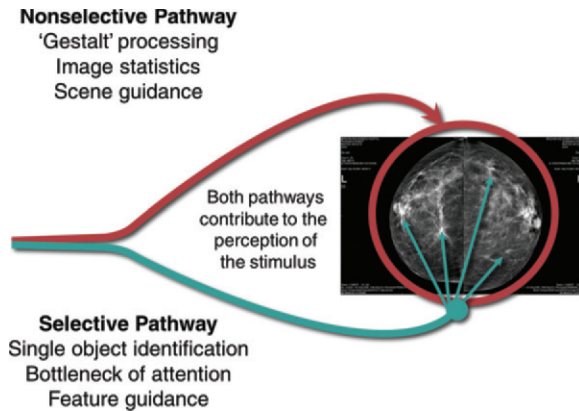 Nonselective Pathway
'Gestalt' processing
Image statistics
Scene guidance
Both pathways
contribute to the
perception of
the stimulus
L
Selective Pathway
Single object identification
Bottleneck of attention
Feature guidance